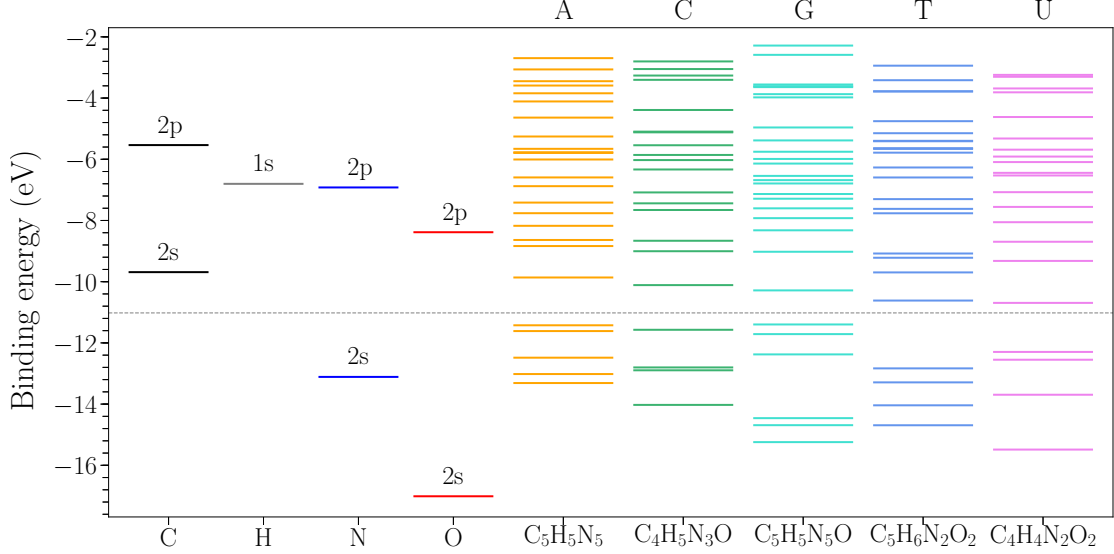 A C G T U
−2
−4
−6
−8
−10
−12
−14
−16
Binding energy (eV)
2p
2s
1s
2p
2s
2p
2s
C H N O C₅H₅N₅ C₄H₅N₃O C₅H₅N₅O C₅H₆N₂O₂ C₄H₄N₂O₂